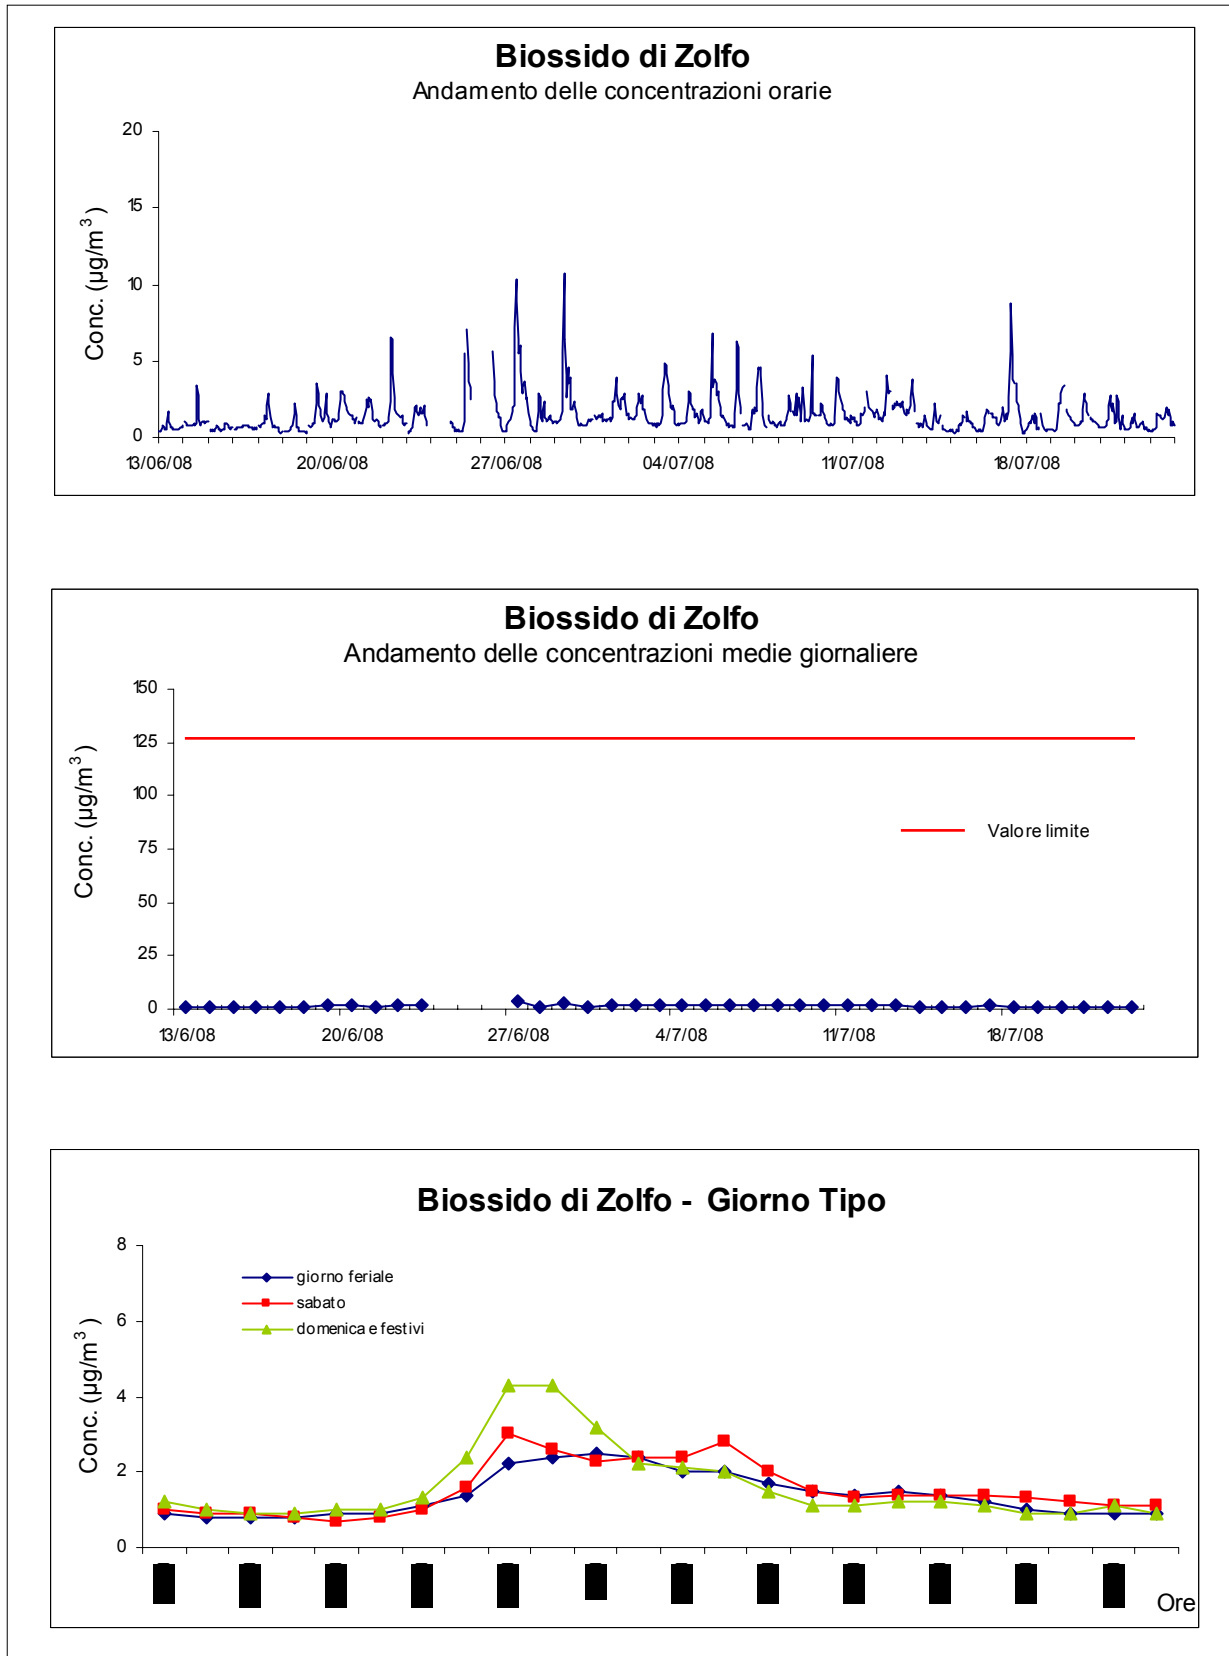 Biossido di Zolfo
Andamento delle concentrazioni orarie
Conc. (µg/m³)
20
15
10
5
0
13/06/08 20/06/08 27/06/08 04/07/08 11/07/08 18/07/08
Biossido di Zolfo
Andamento delle concentrazioni medie giornaliere
Conc. (µg/m³)
150
125
100
75
50
25
0
Valore limite
13/6/08 20/6/08 27/6/08 4/7/08 11/7/08 18/7/08
Biossido di Zolfo - Giorno Tipo
Conc. (µg/m³)
8
6
4
2
0
giorno feriale
sabato
domenica e festivi
Ore